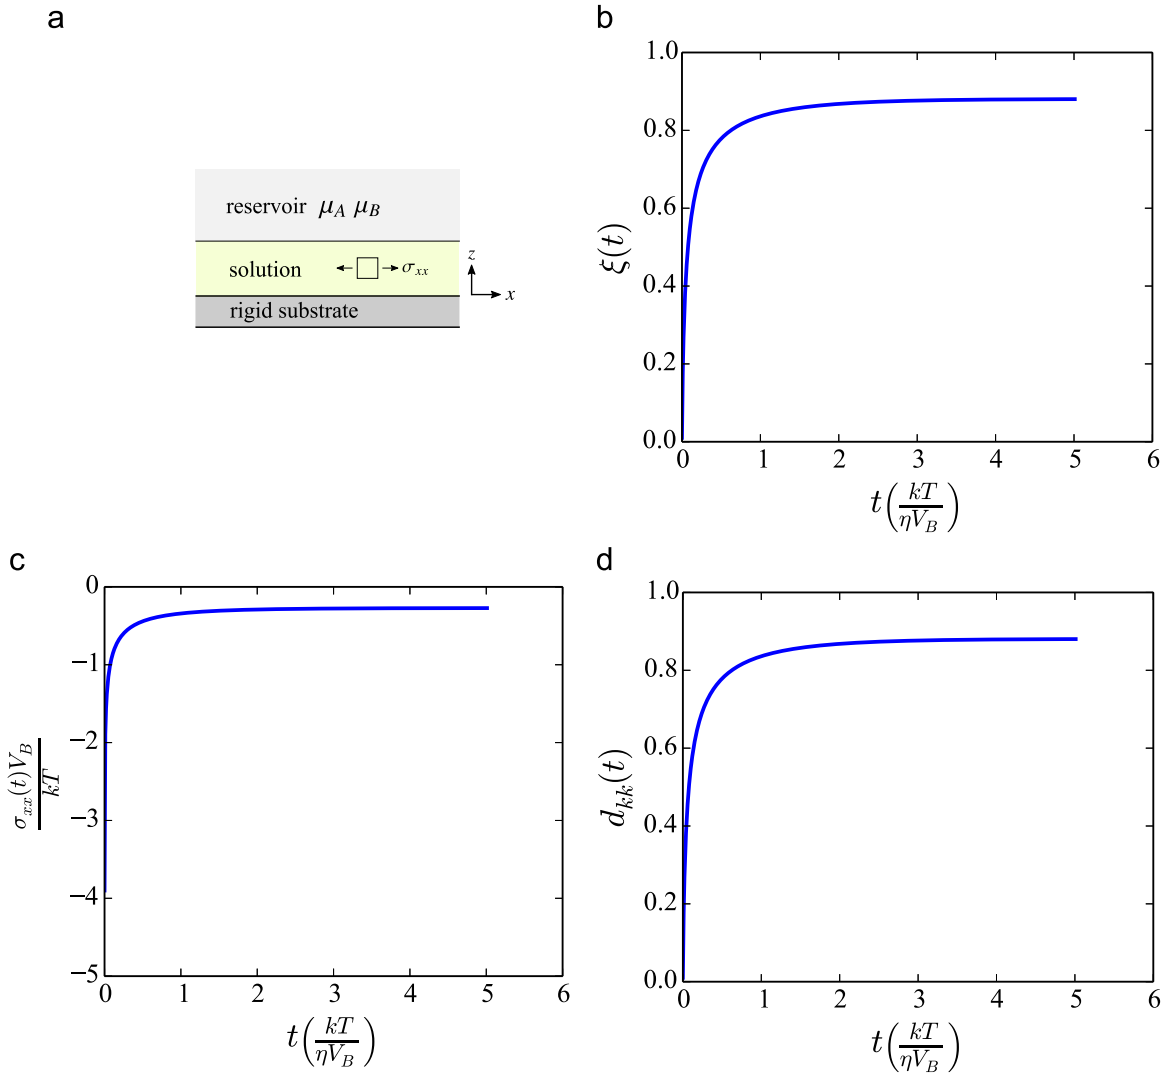 a
reservoir μ_A μ_B
solution
σ_xx
z
x
rigid substrate
b
1.0
0.8
0.6
0.4
0.2
0.0
ξ(t)
0 1 2 3 4 5 6
t(kT/ηV_B)
c
0
−1
−2
−3
−4
−5
σ_xx(t)V_B/kT
0 1 2 3 4 5 6
t(kT/ηV_B)
d
1.0
0.8
0.6
0.4
0.2
0.0
d_kk(t)
0 1 2 3 4 5 6
t(kT/ηV_B)